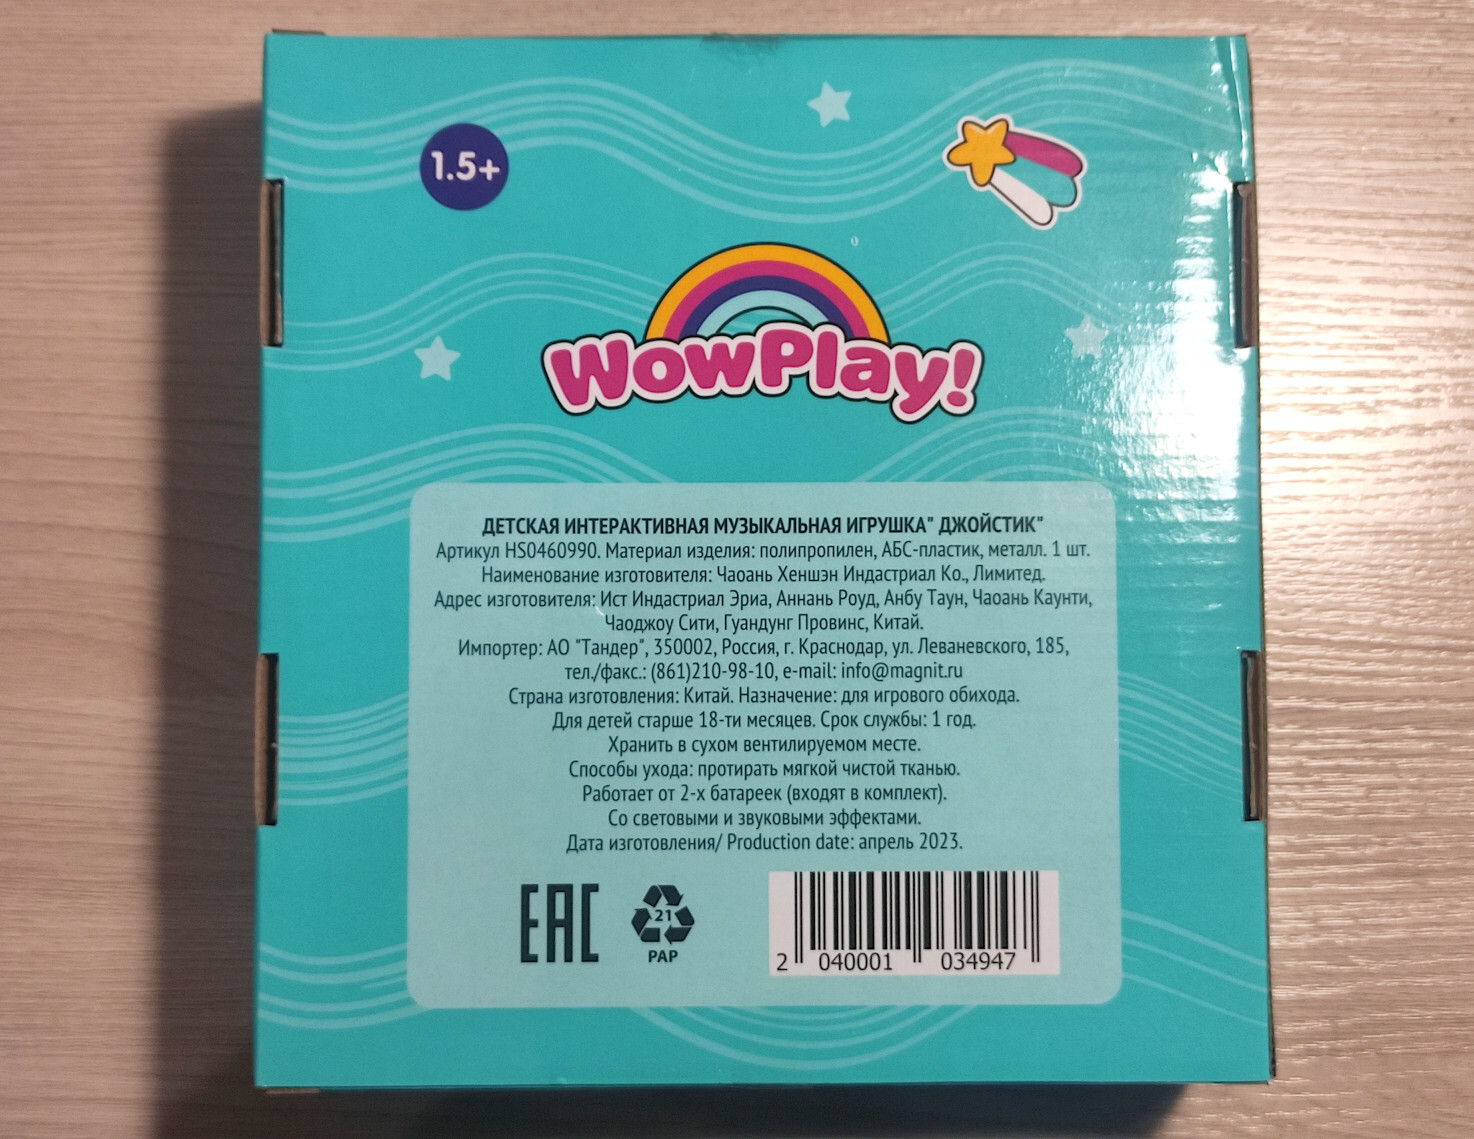 1.5+
WowPlay!
ДЕТСКАЯ ИНТЕРАКТИВНАЯ МУЗЫКАЛЬНАЯ ИГРУШКА" ДЖОЙСТИК"
Артикул HS0460990. Материал изделия: полипропилен, АБС-пластик, металл. 1 шт.
Наименование изготовителя: Чаоань Хеншэн Индастриал Ко., Лимитед.
Адрес изготовителя: Ист Индастриал Эриа, Аннань Роуд, Анбу Таун, Чаоань Каунти,
Чаоджоу Сити, Гуандунг Провинс, Китай.
Импортер: АО "Тандер", 350002, Россия, г. Краснодар, ул. Леваневского, 185,
тел./факс.: (861)210-98-10, e-mail: info@magnit.ru
Страна изготовления: Китай. Назначение: для игрового обихода.
Для детей старше 18-ти месяцев. Срок службы: 1 год.
Хранить в сухом вентилируемом месте.
Способы ухода: протирать мягкой чистой тканью.
Работает от 2-х батареек (входят в комплект).
Со световыми и звуковыми эффектами.
Дата изготовления/ Production date: апрель 2023.
EAC
21
PAP
2 040001 034947